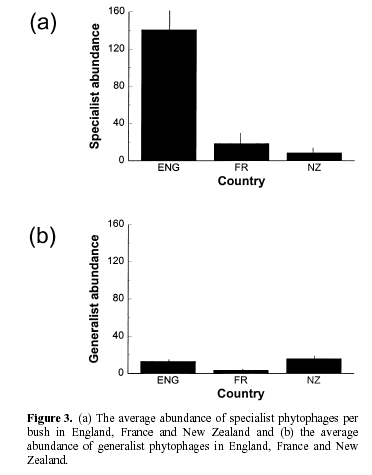 (a)
160
120
80
40
0
Specialist abundance
ENG FR NZ
Country
(b)
160
120
80
40
0
Generalist abundance
ENG FR NZ
Country
Figure 3. (a) The average abundance of specialist phytophages per
bush in England, France and New Zealand and (b) the average
abundance of generalist phytophages in England, France and New
Zealand.